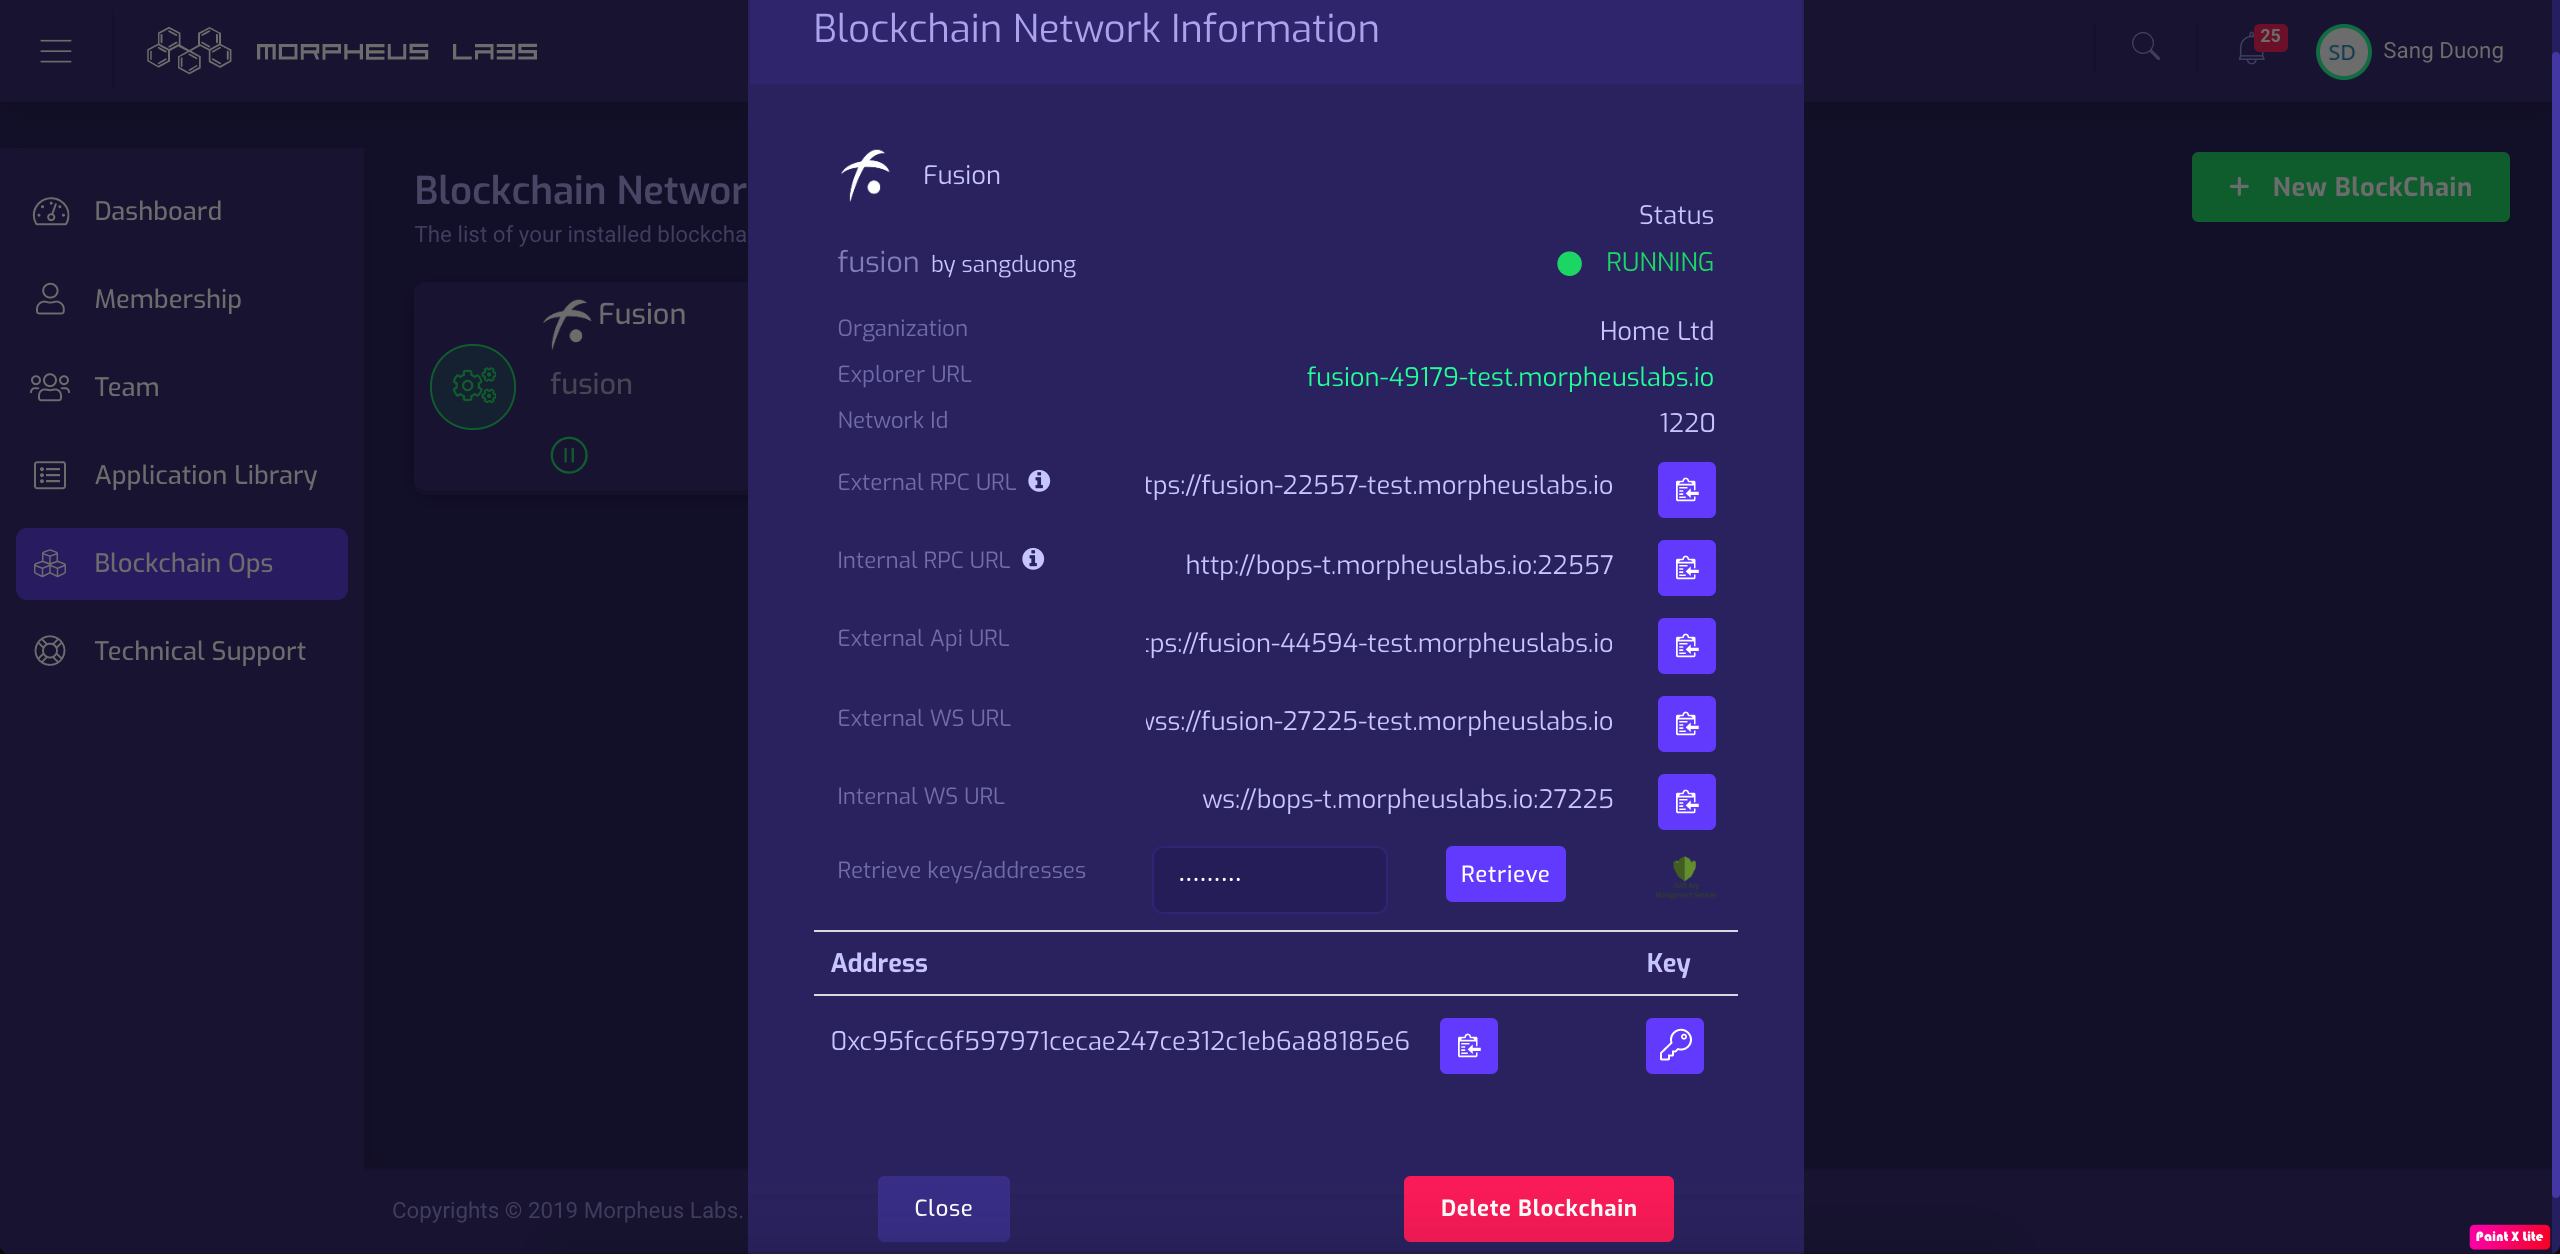 Blockchain Network Information
MORPHEUS LABS
25
SD
Sang Duong
Dashboard
Membership
Team
Application Library
Blockchain Ops
Technical Support
Blockchain Networ
The list of your installed blockcha
Fusion
fusion
+ New BlockChain
Fusion
Status
fusion by sangduong
RUNNING
Organization Home Ltd
Explorer URL fusion-49179-test.morpheuslabs.io
Network Id 1220
External RPC URL tps://fusion-22557-test.morpheuslabs.io
Internal RPC URL http://bops-t.morpheuslabs.io:22557
External Api URL tps://fusion-44594-test.morpheuslabs.io
External WS URL wss://fusion-27225-test.morpheuslabs.io
Internal WS URL ws://bops-t.morpheuslabs.io:27225
Retrieve keys/addresses ......... Retrieve
Address Key
0xc95fcc6f597971cecae247ce312c1eb6a88185e6
Close
Delete Blockchain
Copyrights © 2019 Morpheus Labs.
Paint X Lite